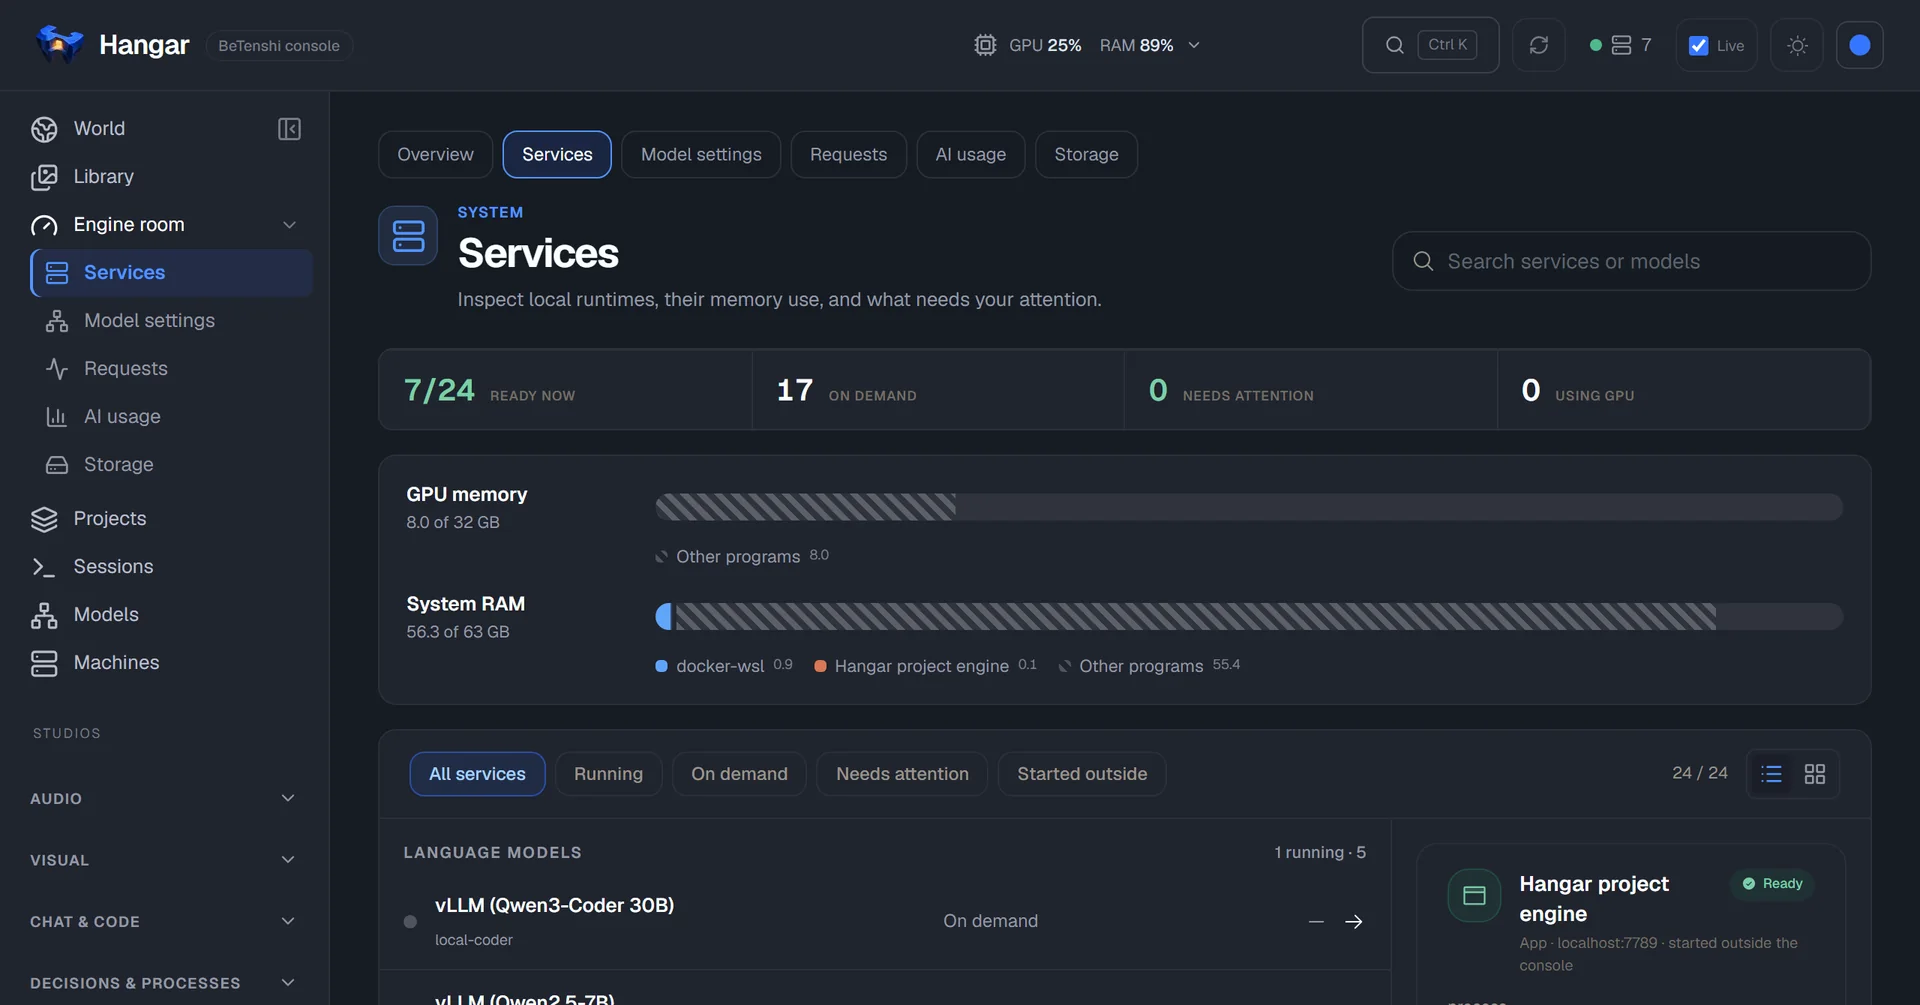 Hangar
BeTenshi console
GPU 25% RAM 89%
Ctrl K
7
Live
World
Library
Engine room
Services
Model settings
Requests
AI usage
Storage
Projects
Sessions
Models
Machines
STUDIOS
AUDIO
VISUAL
CHAT & CODE
DECISIONS & PROCESSES
Overview
Services
Model settings
Requests
AI usage
Storage
SYSTEM
Services
Inspect local runtimes, their memory use, and what needs your attention.
Search services or models
7/24 READY NOW
17 ON DEMAND
0 NEEDS ATTENTION
0 USING GPU
GPU memory
8.0 of 32 GB
Other programs 8.0
System RAM
56.3 of 63 GB
docker-wsl 0.9
Hangar project engine 0.1
Other programs 55.4
All services
Running
On demand
Needs attention
Started outside
24 / 24
LANGUAGE MODELS
1 running · 5
vLLM (Qwen3-Coder 30B)
local-coder
On demand
—
vLLM (Qwen2.5-7B)
Hangar project
engine
Ready
App · localhost:7789 · started outside the
console